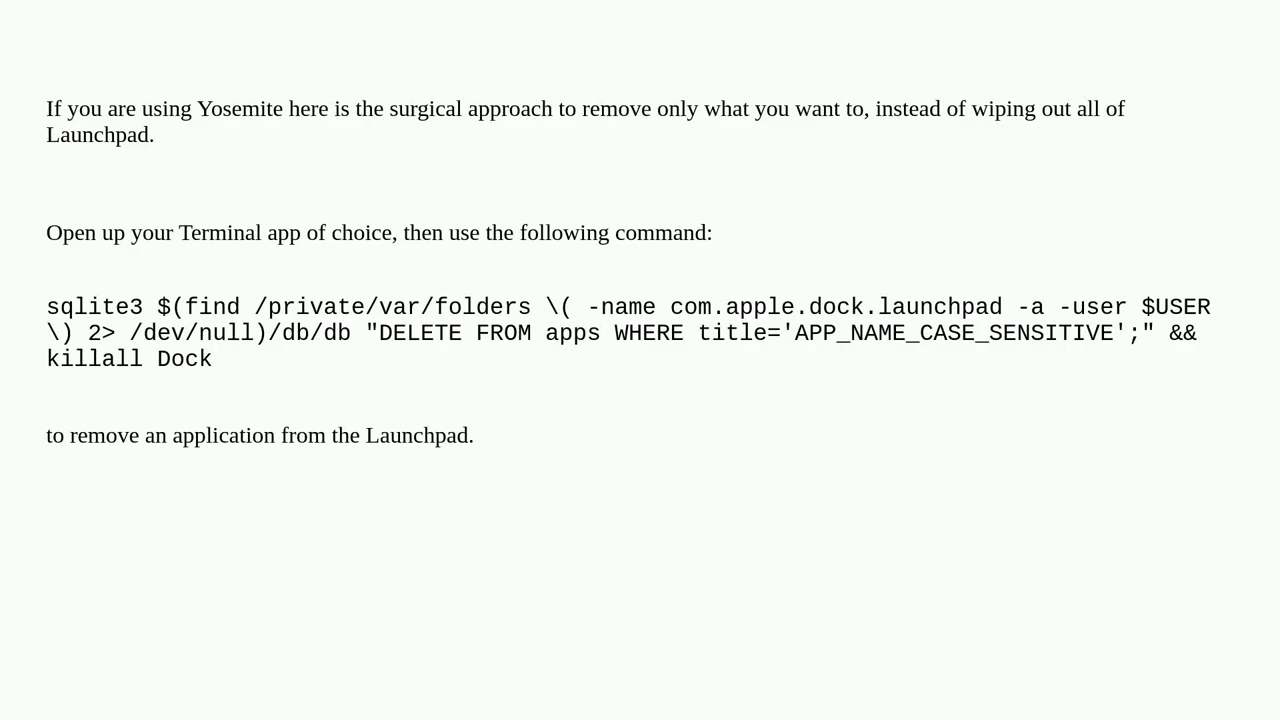 If you are using Yosemite here is the surgical approach to remove only what you want to, instead of wiping out all of
Launchpad.
Open up your Terminal app of choice, then use the following command:
sqlite3 $(find /private/var/folders \( -name com.apple.dock.launchpad -a -user $USER
\) 2> /dev/null)/db/db "DELETE FROM apps WHERE title='APP_NAME_CASE_SENSITIVE';" &&
killall Dock
to remove an application from the Launchpad.